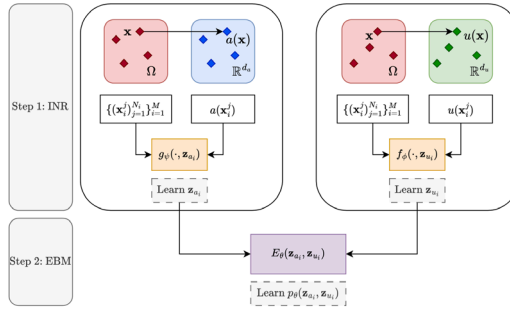 Step 1: INR
x
a(x)
Ω
ℝ^{d_a}
{(x_i^j)_{j=1}^{N_i}}_{i=1}^M
a(x_i^j)
g_ψ(·, z_{a_i})
Learn z_{a_i}
x
u(x)
Ω
ℝ^{d_u}
{(x_i^j)_{j=1}^{N_i}}_{i=1}^M
u(x_i^j)
f_ϕ(·, z_{u_i})
Learn z_{u_i}
Step 2: EBM
E_θ(z_{a_i}, z_{u_i})
Learn p_θ(z_{a_i}, z_{u_i})